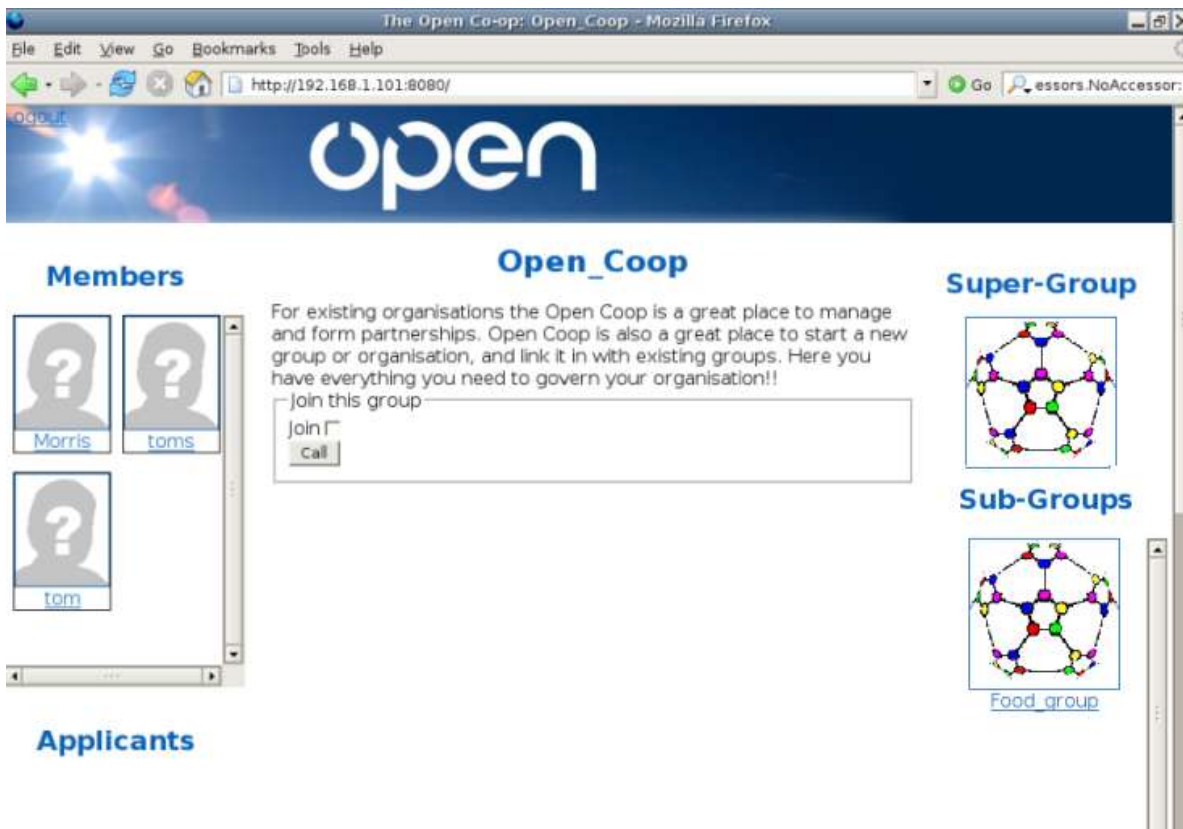 The Open Co-op: Open_Coop - Mozilla Firefox
File Edit View Go Bookmarks Tools Help
http://192.168.1.101:8080/
Go
essors.NoAccessor:
ogout
open
Members
Morris
toms
tom
Applicants
Open_Coop
For existing organisations the Open Coop is a great place to manage
and form partnerships. Open Coop is also a great place to start a new
group or organisation, and link it in with existing groups. Here you
have everything you need to govern your organisation!!
Join this group
Join
Call
Super-Group
Sub-Groups
Food_group